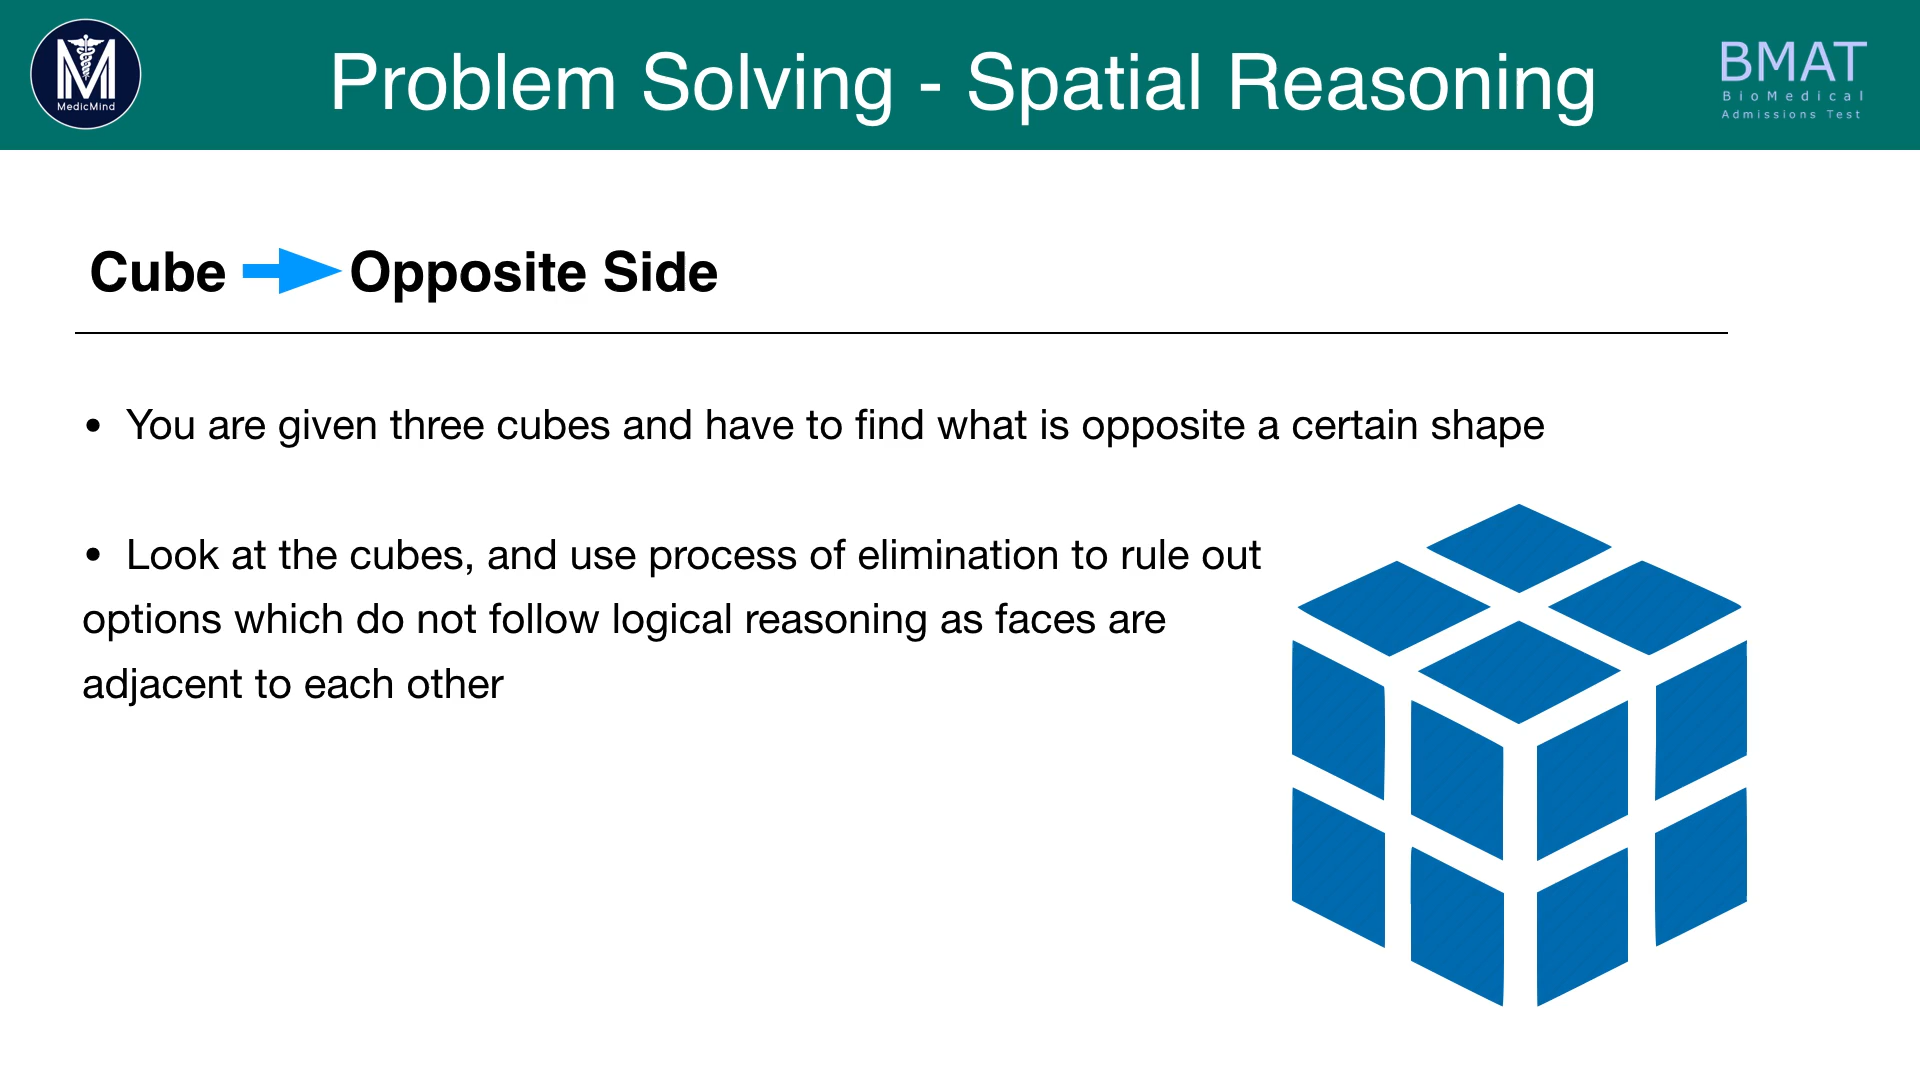 MedicMind
Problem Solving - Spatial Reasoning
BMAT
BioMedical
Admissions Test
Cube Opposite Side
• You are given three cubes and have to find what is opposite a certain shape
• Look at the cubes, and use process of elimination to rule out
options which do not follow logical reasoning as faces are
adjacent to each other